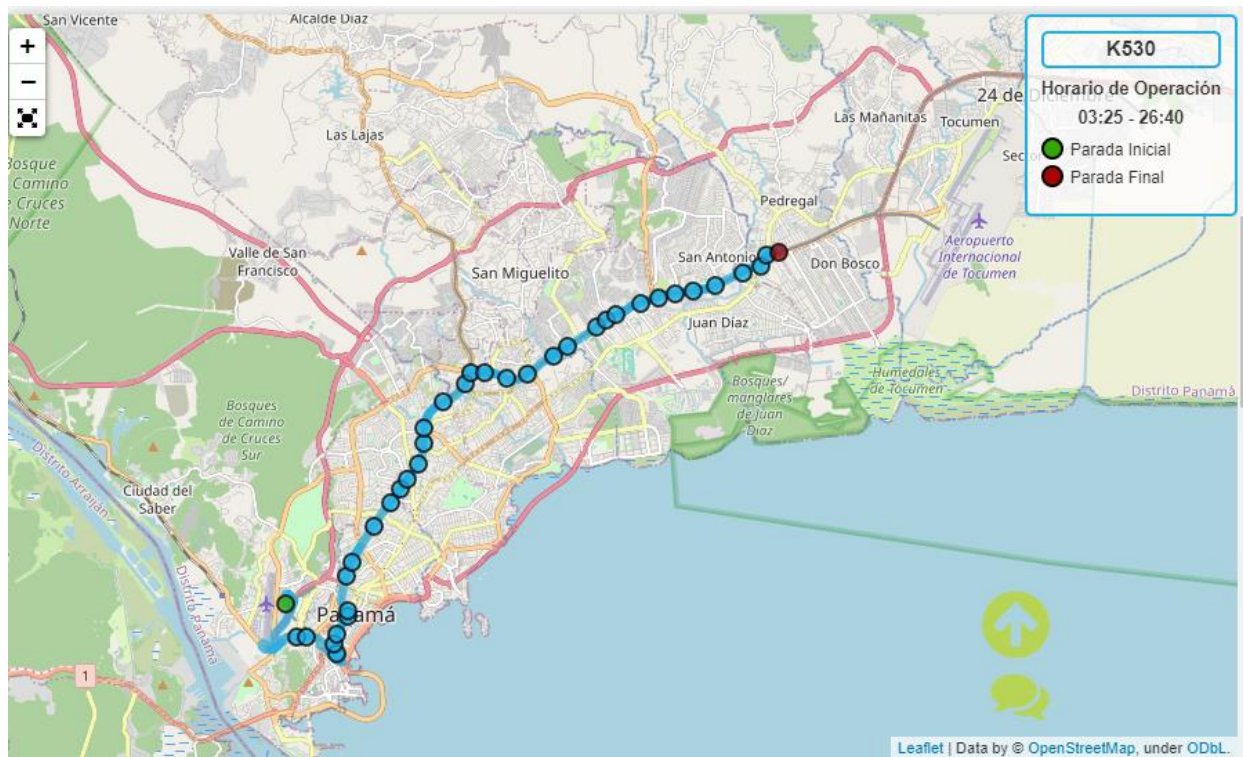 San Vicente
Alcalde Díaz
+
−
K530
Horario de Operación
03:25 - 26:40
Parada Inicial
Parada Final
24 de Diciembre
Las Mañanitas
Tocumen
Las Lajas
Bosque
Camino
de Cruces
Norte
Pedregal
Valle de San
Francisco
San Miguelito
San Antonio
Don Bosco
Aeropuerto
Internacional
de Tocumen
Juan Díaz
Humedales
de Tocumen
Distrito Panamá
Bosques/
manglares
de Juan
Díaz
Bosques
de Camino
de Cruces
Sur
Distrito Arraiján
Ciudad del
Saber
Distrito Panamá
Panamá
1
Leaflet | Data by © OpenStreetMap, under ODbL.